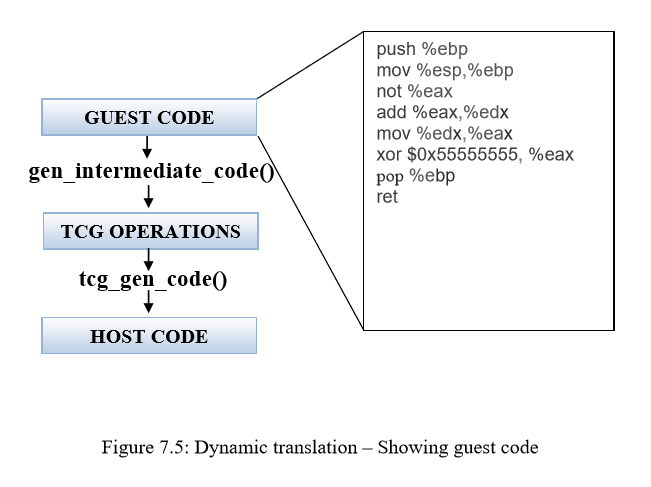 GUEST CODE
gen_intermediate_code()
TCG OPERATIONS
tcg_gen_code()
HOST CODE
push %ebp
mov %esp,%ebp
not %eax
add %eax,%edx
mov %edx,%eax
xor $0x55555555, %eax
pop %ebp
ret
Figure 7.5: Dynamic translation – Showing guest code